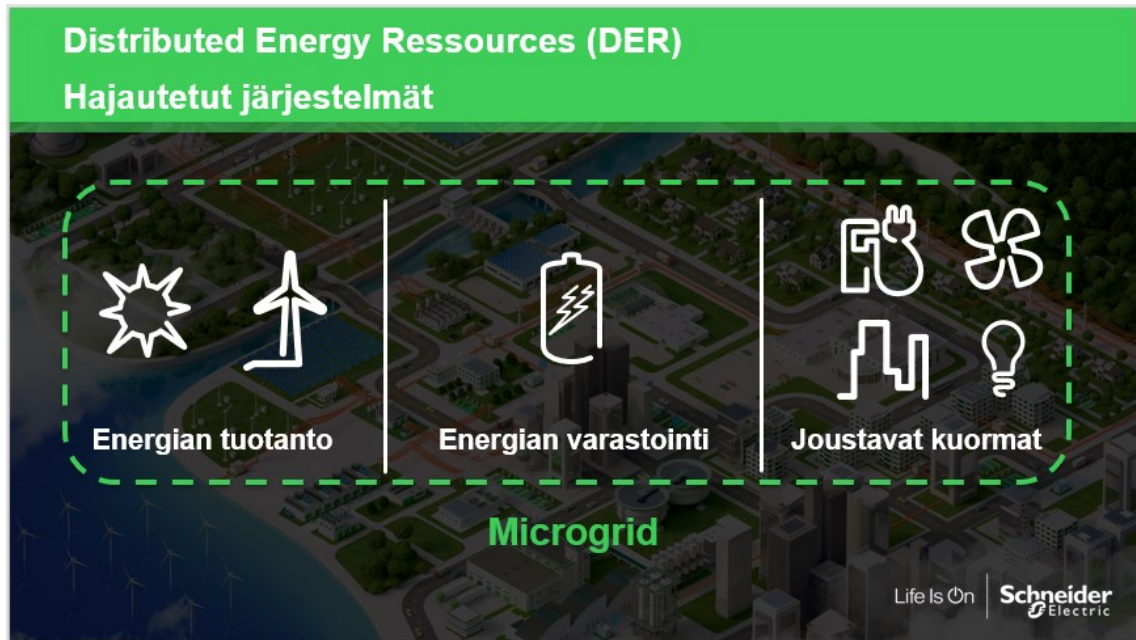 Distributed Energy Ressources (DER)
Hajautetut järjestelmät
Energian tuotanto
Energian varastointi
Joustavat kuormat
Microgrid
Life Is On
Schneider
Electric